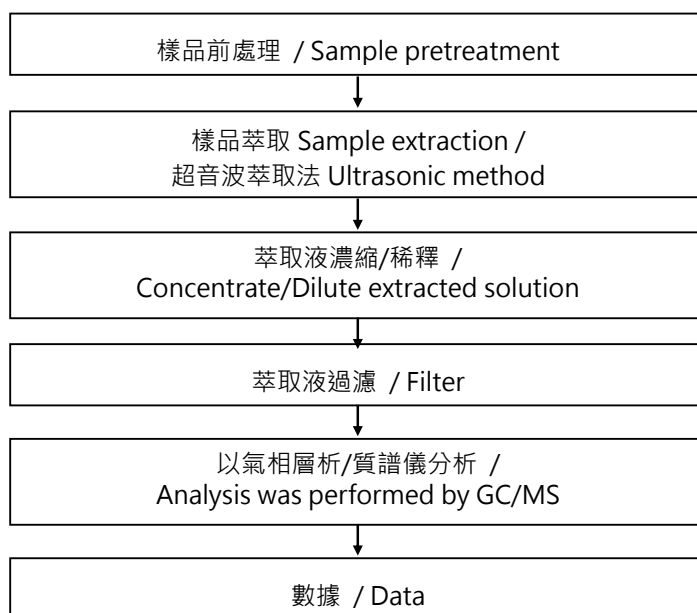 樣品前處理 / Sample pretreatment
樣品萃取 Sample extraction /
超音波萃取法 Ultrasonic method
萃取液濃縮/稀釋 /
Concentrate/Dilute extracted solution
萃取液過濾 / Filter
以氣相層析/質譜儀分析 /
Analysis was performed by GC/MS
數據 / Data